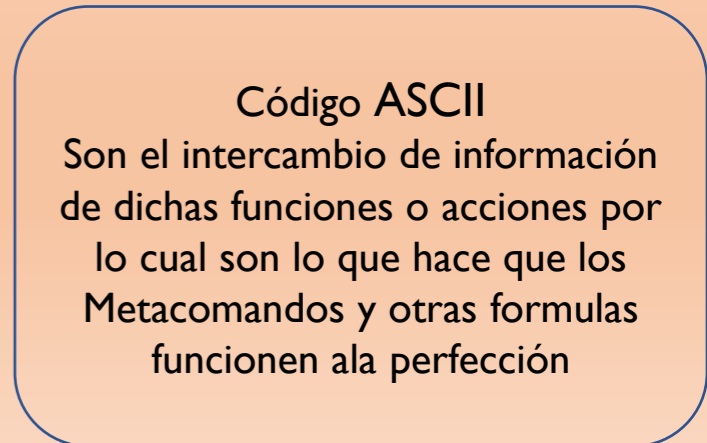 Código ASCII
Son el intercambio de información
de dichas funciones o acciones por
lo cual son lo que hace que los
Metacomandos y otras formulas
funcionen ala perfección